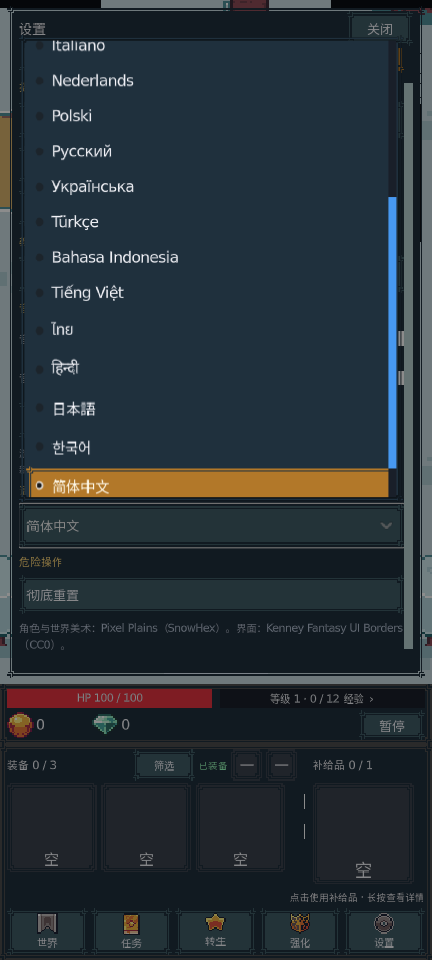 设置
关闭
Italiano
Nederlands
Polski
Русский
Українська
Türkçe
Bahasa Indonesia
Tiếng Việt
ไทย
हिन्दी
日本語
한국어
简体中文
简体中文
危险操作
彻底重置
角色与世界美术：Pixel Plains（SnowHex）。界面：Kenney Fantasy UI Borders
（CC0）。
HP 100 / 100
等级 1 · 0 / 12 经验 ›
0
0
暂停
装备 0 / 3
筛选
已装备
补给品 0 / 1
空
空
空
空
点击使用补给品 · 长按查看详情
世界
任务
转生
强化
设置